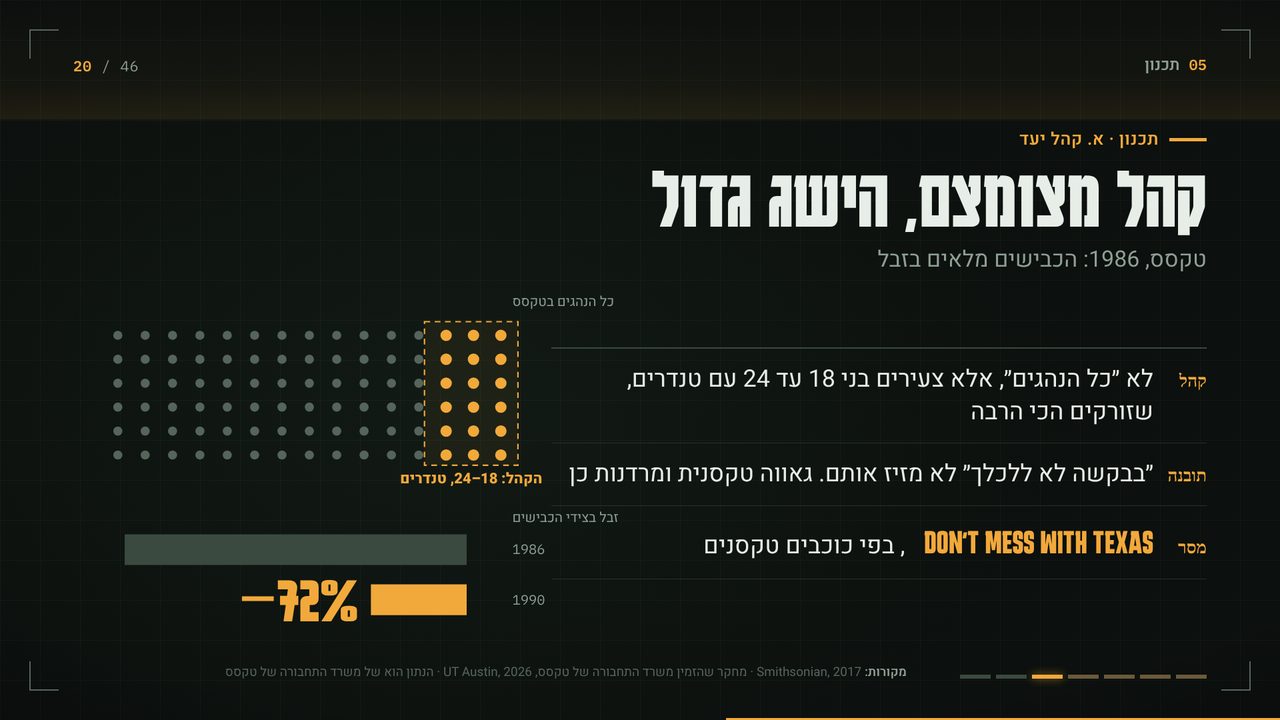 05 תכנון
20 / 46
תכנון · א. קהל יעד
קהל מצומצם, הישג גדול
טקסס, 1986: הכבישים מלאים בזבל
קהל
לא ״כל הנהגים״, אלא צעירים בני 18 עד 24 עם טנדרים,
שזורקים הכי הרבה
תובנה
״בבקשה לא ללכלך״ לא מזיז אותם. גאווה טקסנית ומרדנות כן
מסר
DON'T MESS WITH TEXAS , בפי כוכבים טקסנים
כל הנהגים בטקסס
הקהל: 18–24, טנדרים
זבל בצידי הכבישים
1986
1990
–72%
מקורות: Smithsonian, 2017 · מחקר שהזמין משרד התחבורה של טקסס, UT Austin, 2026 · הנתון הוא של משרד התחבורה של טקסס